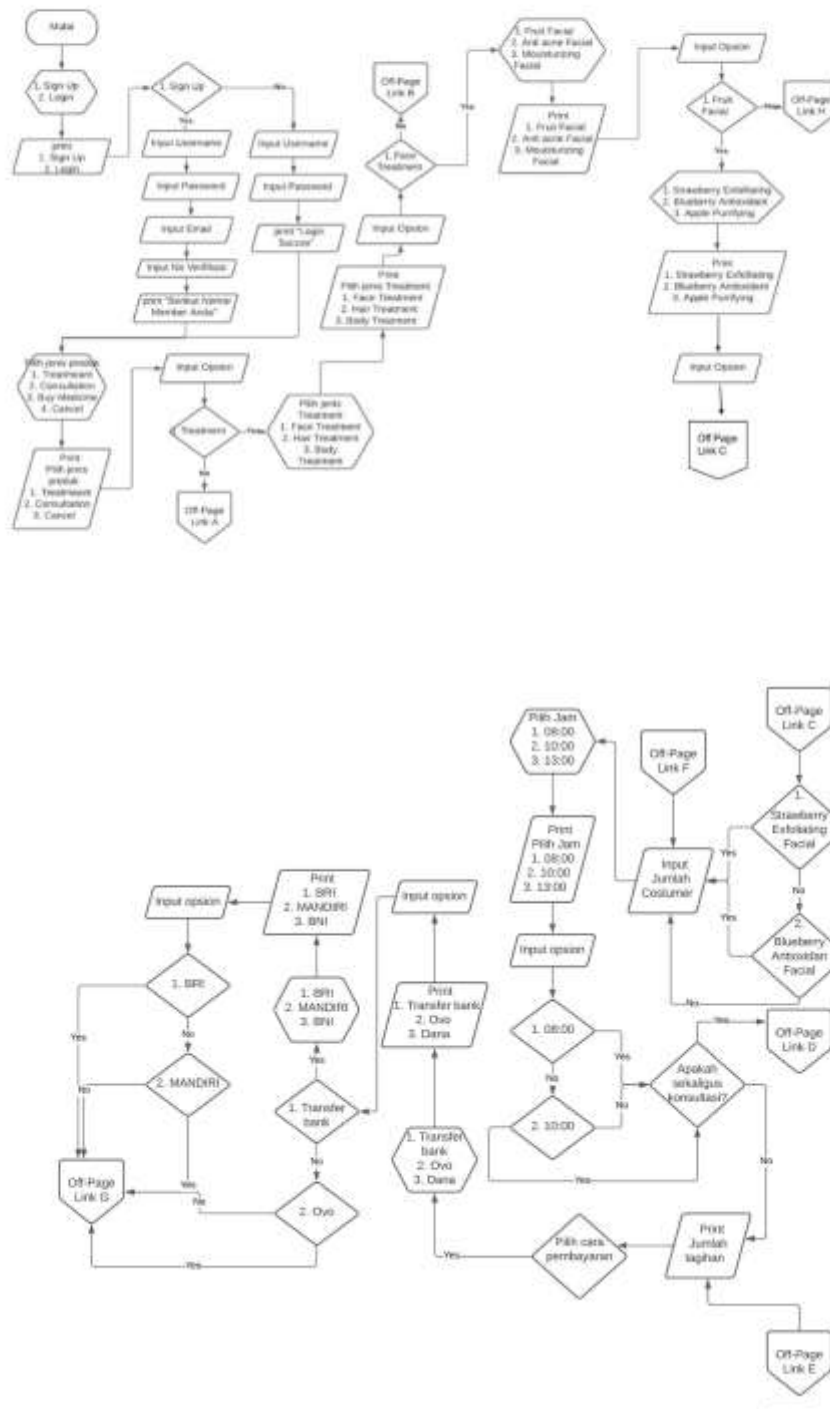 Mulai
1. Sign Up
2. Login
print
1. Sign Up
2. Login
1. Sign up
Yes
No
Input Username
Input Password
Input Email
Input No Verifikasi
print "Berikut Nomor
Member Anda"
Input Username
Input Password
print "Login
Pilih jenis produk
1. Treatment
2. Consultation
3. Buy Medicine
4. Cancel
Print
Pilih jenis
produk
1. Treatment
2. Consultation
3. Cancel
Input Opsion
Treatment
Yes
No
Off-Page
Link A
Pilih jenis
Treatment
1. Face Treatment
2. Hair Treatment
3. Body
Treatment
Print
Pilih jenis Treatment
1. Face Treatment
2. Hair Treatment
3. Body Treatment
Input Opsion
1. Face
Treatment
No
Off-Page
Link B
Yes
1. Fruit Facial
2. Anti acne Facial
3. Mouisturizing
Facial
Print
1. Fruit Facial
2. Anti acne Facial
3. Mouisturizing
Facial
Input Opsion
1. Fruit
Facial
Off-Page
Link H
Yes
1. Strawberry Exfoliating
2. Blueberry Antioxidant
3. Apple Purifying
Print
1. Strawberry Exfoliating
2. Blueberry Antioxidant
3. Apple Purifying
Input Opsion
Off Page
Link C
Off-Page
Link C
1.
Strawberry
Exfoliating
Facial
Yes
No
2.
Blueberry
Antioxidan
Facial
Yes
No
Off-Page
Link F
Input
Jumlah
Costumer
Pilih Jam
1. 08:00
2. 10:00
3. 13:00
Print
Pilih Jam
1. 08:00
2. 10:00
3. 13:00
Input opsion
1. 08:00
Yes
No
2. 10:00
No
Yes
Apakah
sekaligus
konsultasi?
Yes
Off-Page
Link D
No
Print
Jumlah
tagihan
Off-Page
Link E
Pilih cara
pembayaran
Yes
1. Transfer
bank
2. Ovo
3. Dana
Print
1. Transfer bank
2. Ovo
3. Dana
Input opsion
1. Transfer
bank
Yes
No
2. Ovo
No
Yes
1. BRI
2. MANDIRI
3. BNI
Print
1. BRI
2. MANDIRI
3. BNI
Input opsion
1. BRI
Yes
No
2. MANDIRI
No
Yes
Off-Page
Link G